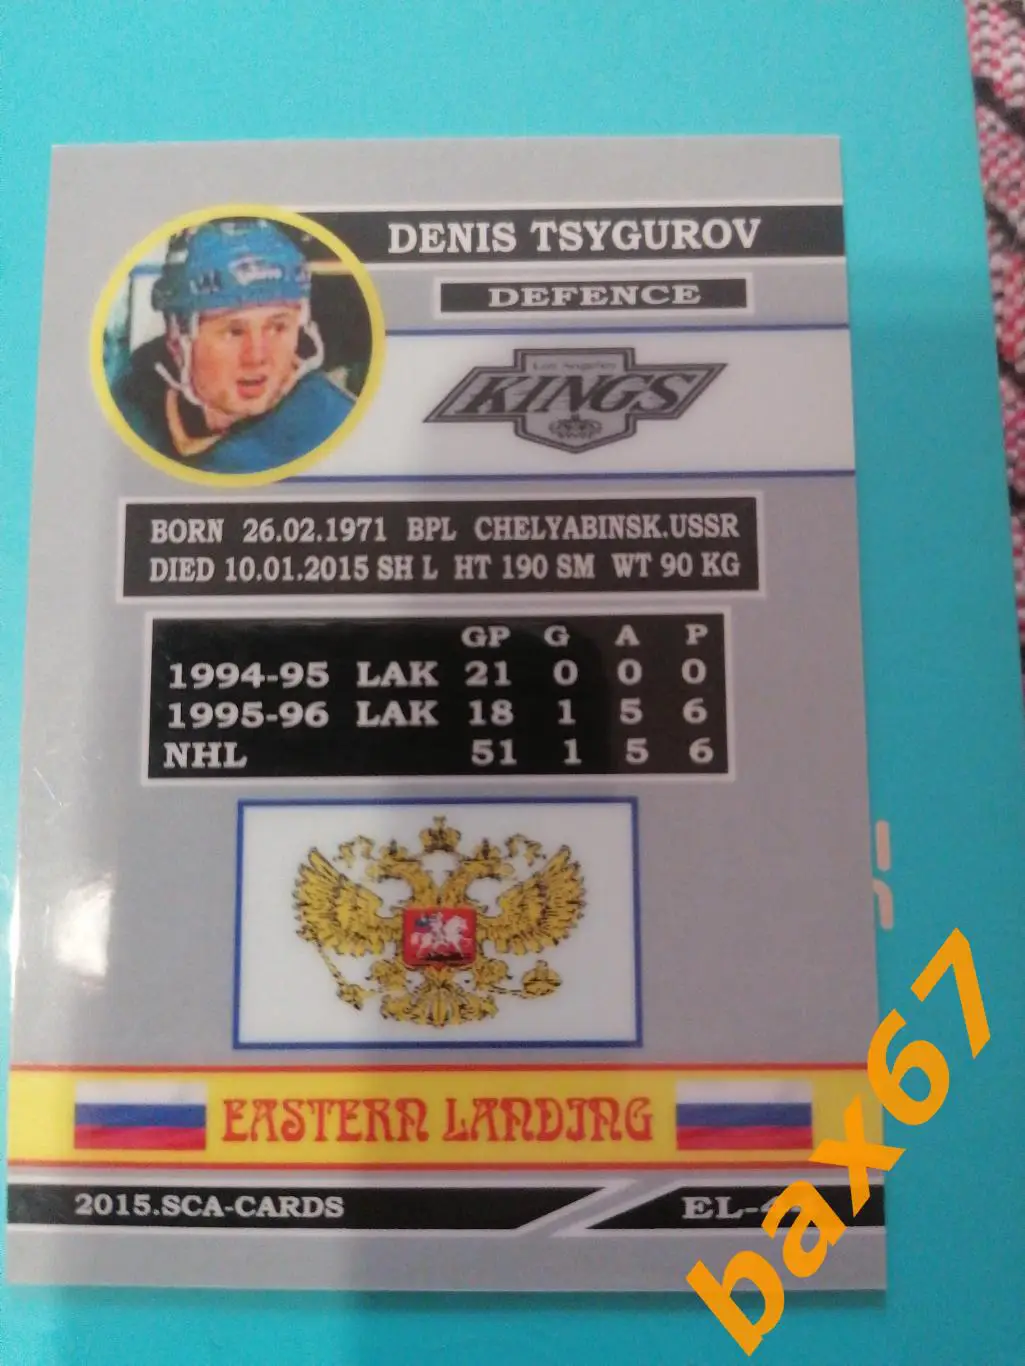 DENIS TSYGUROV
DEFENCE
Los Angeles
KINGS
BORN 26.02.1971 BPL CHELYABINSK.USSR
DIED 10.01.2015 SH L HT 190 SM WT 90 KG
GP G A P
1994-95 LAK 21 0 0 0
1995-96 LAK 18 1 5 6
NHL 51 1 5 6
EASTERN LANDING
2015.SCA-CARDS
bax67